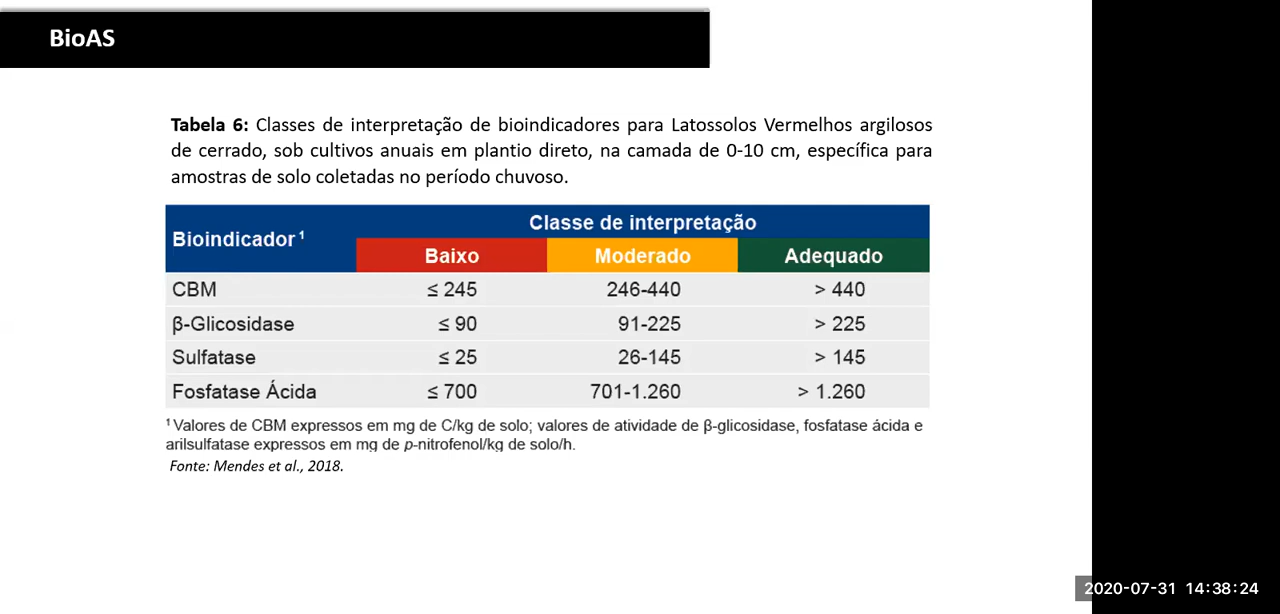 BioAS
Tabela 6: Classes de interpretação de bioindicadores para Latossolos Vermelhos argilosos
de cerrado, sob cultivos anuais em plantio direto, na camada de 0-10 cm, específica para
amostras de solo coletadas no período chuvoso.
Bioindicador ¹ Classe de interpretação
Baixo Moderado Adequado
CBM ≤ 245 246-440 > 440
β-Glicosidase ≤ 90 91-225 > 225
Sulfatase ≤ 25 26-145 > 145
Fosfatase Ácida ≤ 700 701-1.260 > 1.260
¹ Valores de CBM expressos em mg de C/kg de solo; valores de atividade de β-glicosidase, fosfatase ácida e
arilsulfatase expressos em mg de p-nitrofenol/kg de solo/h.
Fonte: Mendes et al., 2018.
2020-07-31 14:38:24